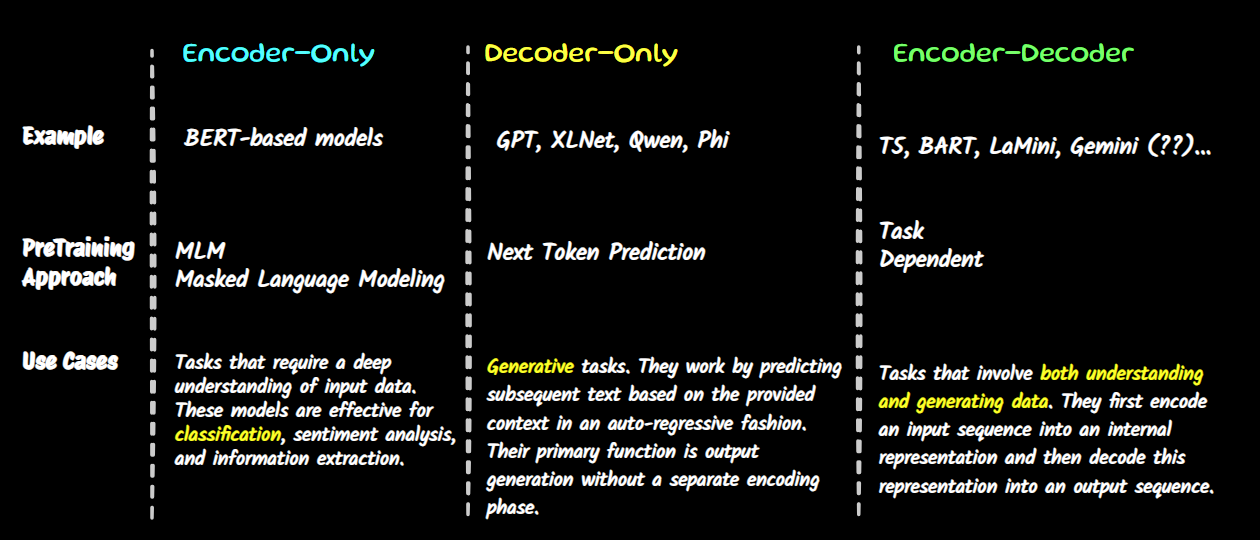 Encoder-Only
Decoder-Only
Encoder-Decoder
Example
BERT-based models
GPT, XLNet, Qwen, Phi
T5, BART, LaMini, Gemini (??)...
PreTraining
Approach
MLM
Masked Language Modeling
Next Token Prediction
Task
Dependent
Use Cases
Tasks that require a deep
understanding of input data.
These models are effective for
classification, sentiment analysis,
and information extraction.
Generative tasks. They work by predicting
subsequent text based on the provided
context in an auto-regressive fashion.
Their primary function is output
generation without a separate encoding
phase.
Tasks that involve both understanding
and generating data. They first encode
an input sequence into an internal
representation and then decode this
representation into an output sequence.